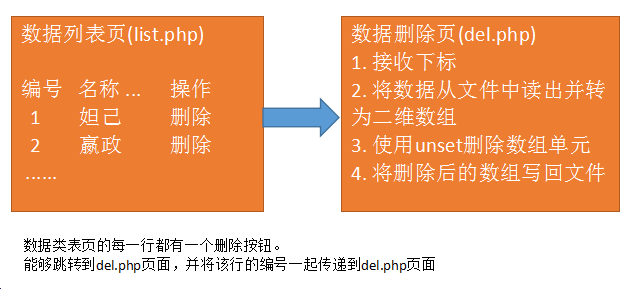 数据列表页(list.php)
编号 名称 ... 操作
1 妲己 删除
2 嬴政 删除
......
数据删除页(del.php)
1. 接收下标
2. 将数据从文件中读出并转
为二维数组
3. 使用unset删除数组单元
4. 将删除后的数组写回文件
数据类表页的每一行都有一个删除按钮。
能够跳转到del.php页面，并将该行的编号一起传递到del.php页面